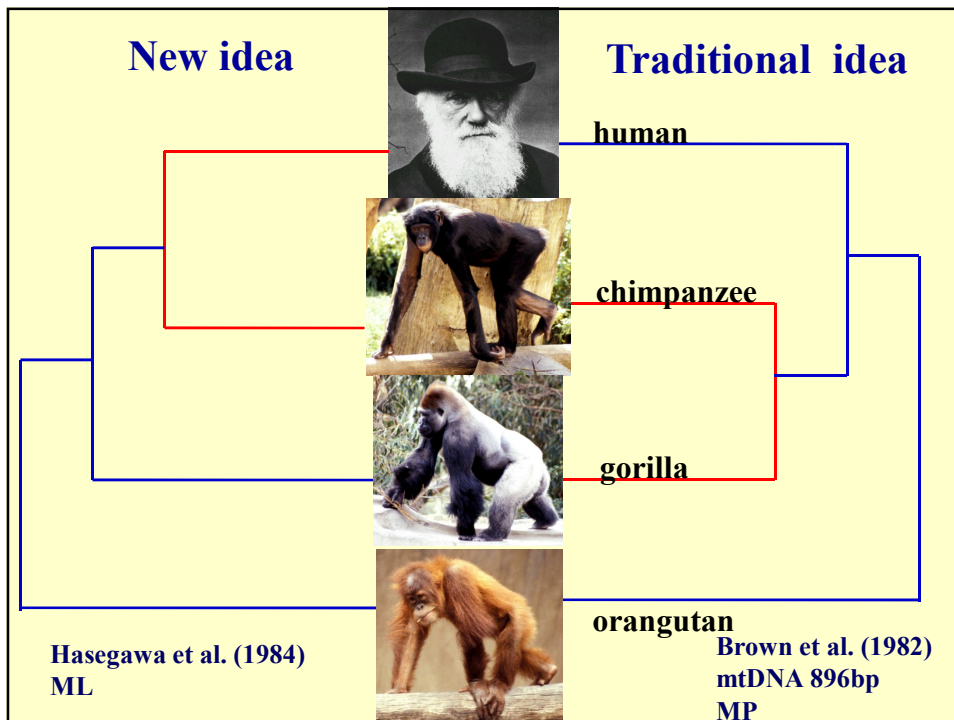 New idea
Traditional  idea
human
chimpanzee
gorilla
orangutan
Hasegawa et al. (1984)
ML
Brown et al. (1982)
mtDNA 896bp
MP